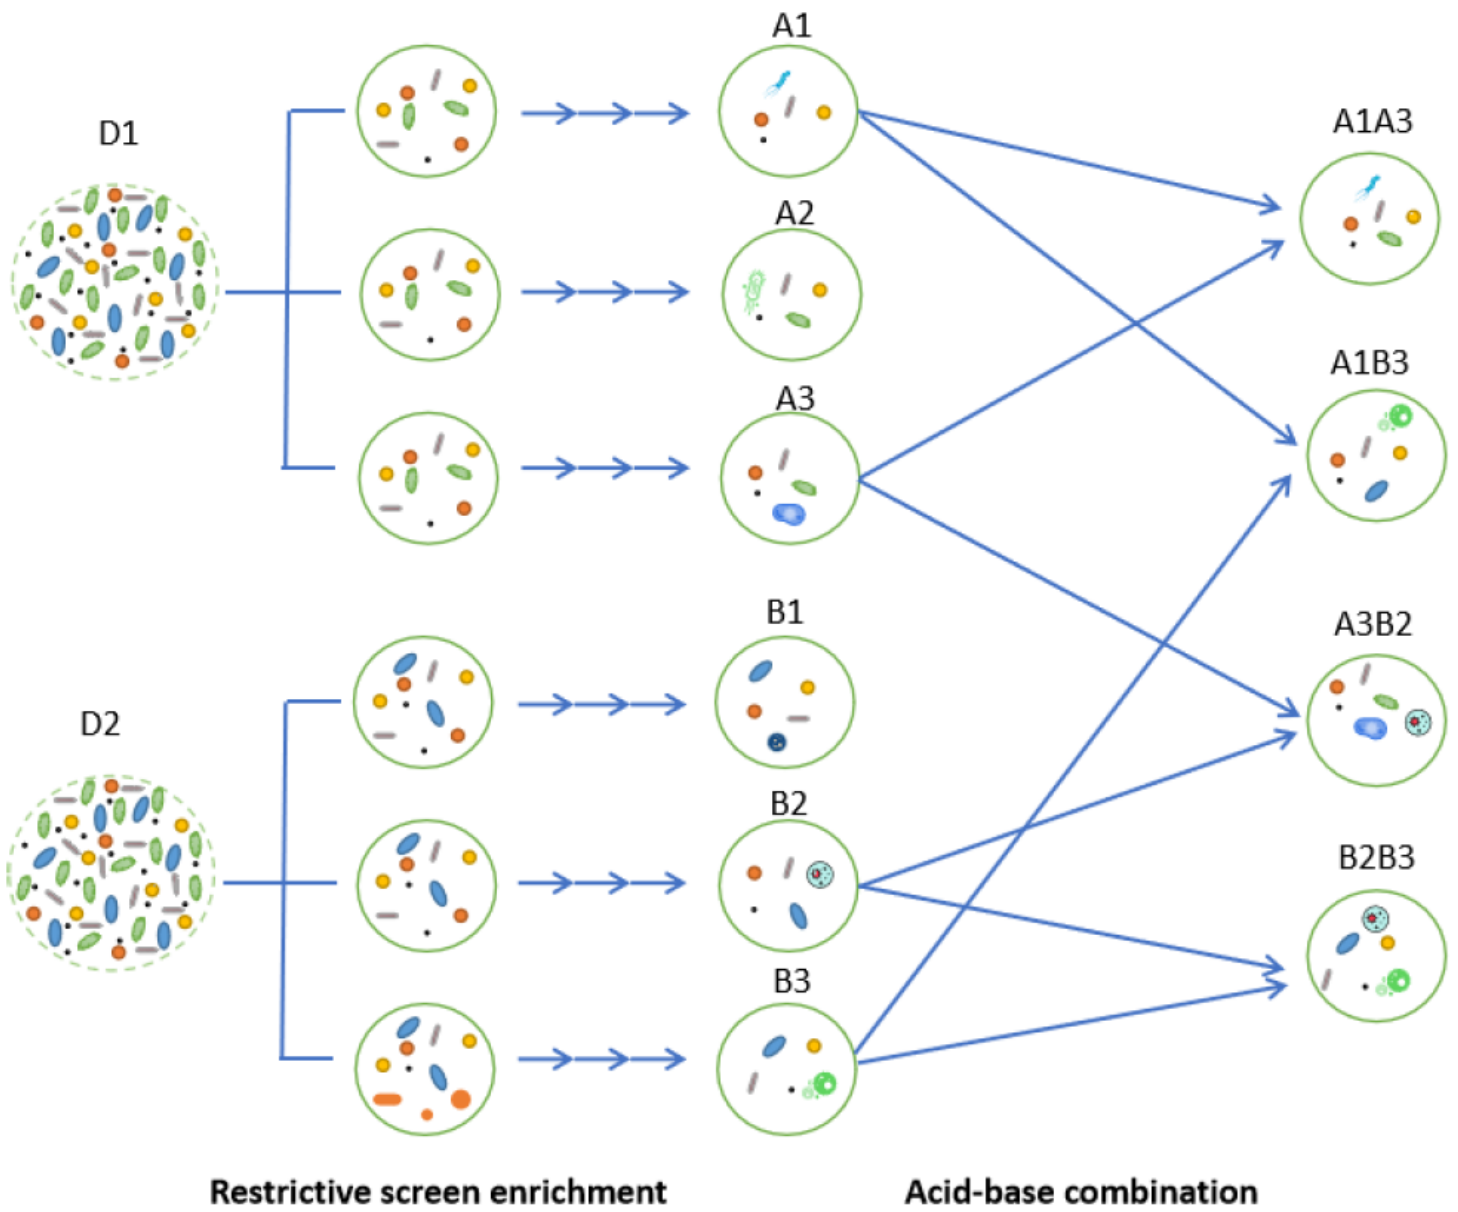 A1
D1
A1A3
A2
A1B3
A3
B1
A3B2
D2
B2
B2B3
B3
Restrictive screen enrichment
Acid-base combination